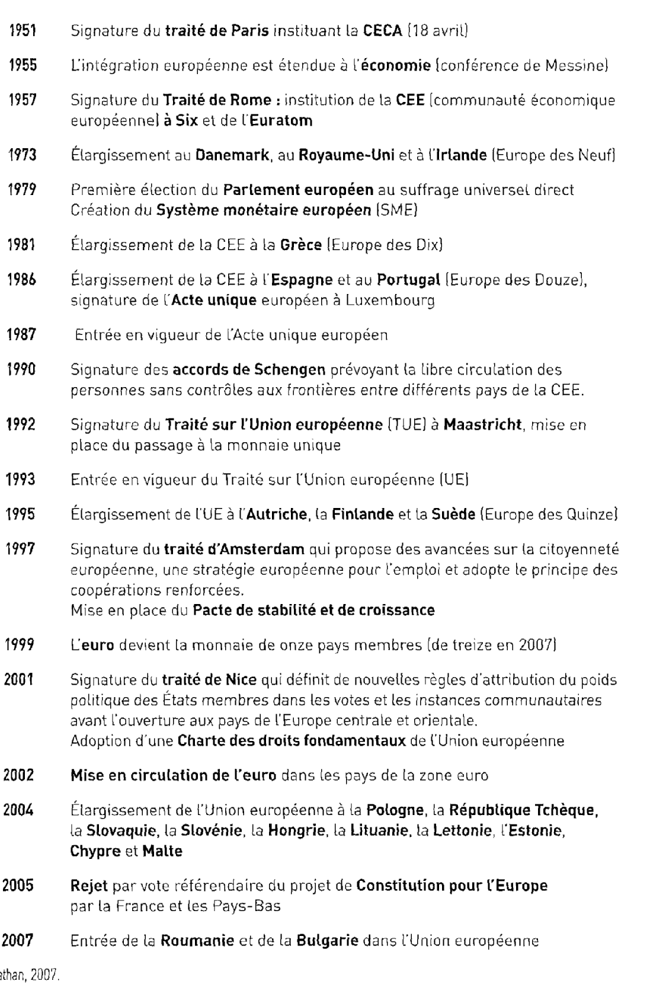 1951 Signature du traité de Paris instituant la CECA (18 avril)
1955 L'intégration européenne est étendue à l'économie (conférence de Messine)
1957 Signature du Traité de Rome : institution de la CEE (communauté économique
européenne) à Six et de l'Euratom
1973 Élargissement au Danemark, au Royaume-Uni et à l'Irlande (Europe des Neuf)
1979 Première élection du Parlement européen au suffrage universel direct
Création du Système monétaire européen (SME)
1981 Élargissement de la CEE à la Grèce (Europe des Dix)
1986 Élargissement de la CEE à l'Espagne et au Portugal (Europe des Douze),
signature de l'Acte unique européen à Luxembourg
1987 Entrée en vigueur de l'Acte unique européen
1990 Signature des accords de Schengen prévoyant la libre circulation des
personnes sans contrôles aux frontières entre différents pays de la CEE.
1992 Signature du Traité sur l'Union européenne (TUE) à Maastricht, mise en
place du passage à la monnaie unique
1993 Entrée en vigueur du Traité sur l'Union européenne (UE)
1995 Élargissement de l'UE à l'Autriche, la Finlande et la Suède (Europe des Quinze)
1997 Signature du traité d'Amsterdam qui propose des avancées sur la citoyenneté
européenne, une stratégie européenne pour l'emploi et adopte le principe des
coopérations renforcées.
Mise en place du Pacte de stabilité et de croissance
1999 L'euro devient la monnaie de onze pays membres (de treize en 2007)
2001 Signature du traité de Nice qui définit de nouvelles règles d'attribution du poids
politique des États membres dans les votes et les instances communautaires
avant l'ouverture aux pays de l'Europe centrale et orientale.
Adoption d'une Charte des droits fondamentaux de l'Union européenne
2002 Mise en circulation de l'euro dans les pays de la zone euro
2004 Élargissement de l'Union européenne à la Pologne, la République Tchèque,
la Slovaquie, la Slovénie, la Hongrie, la Lituanie, la Lettonie, l'Estonie,
Chypre et Malte
2005 Rejet par vote référendaire du projet de Constitution pour l'Europe
par la France et les Pays-Bas
2007 Entrée de la Roumanie et de la Bulgarie dans l'Union européenne
athan, 2007.